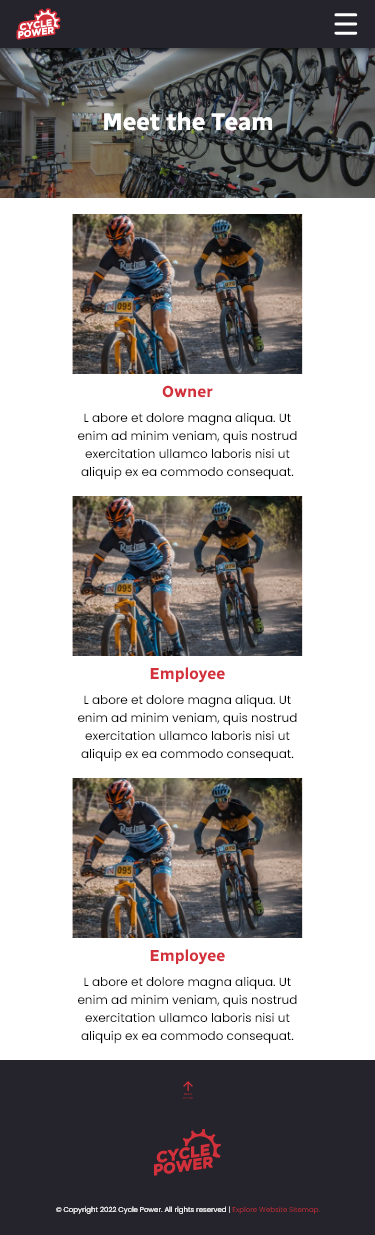 CYCLE
POWER
Meet the Team
095
Owner
L abore et dolore magna aliqua. Ut
enim ad minim veniam, quis nostrud
exercitation ullamco laboris nisi ut
aliquip ex ea commodo consequat.
095
Employee
L abore et dolore magna aliqua. Ut
enim ad minim veniam, quis nostrud
exercitation ullamco laboris nisi ut
aliquip ex ea commodo consequat.
095
Employee
L abore et dolore magna aliqua. Ut
enim ad minim veniam, quis nostrud
exercitation ullamco laboris nisi ut
aliquip ex ea commodo consequat.
CYCLE
POWER
© Copyright 2022 Cycle Power. All rights reserved | Explore Website Sitemap.